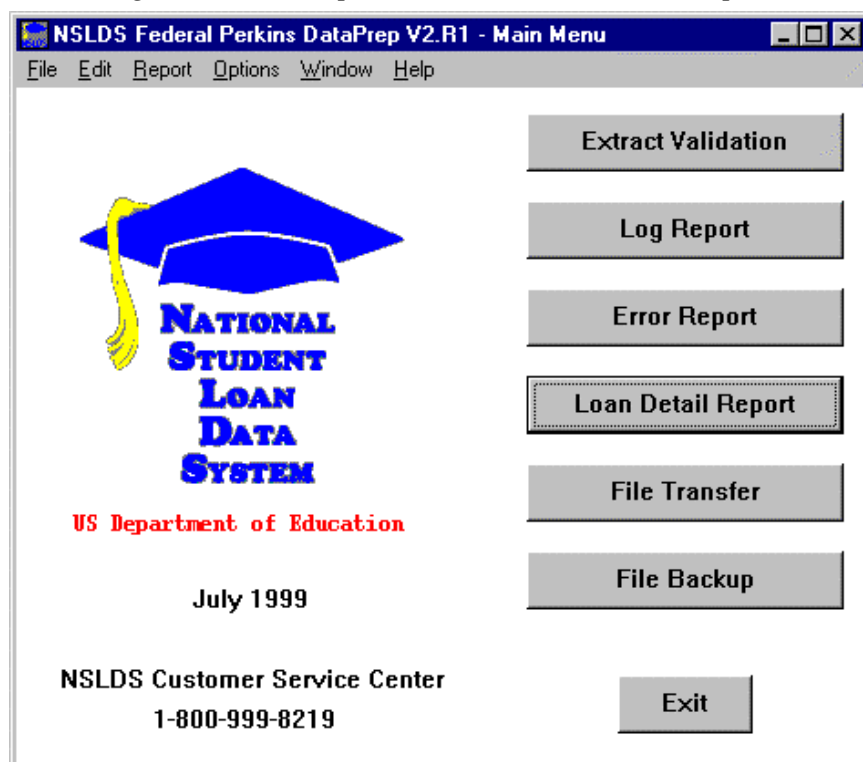 NSLDS Federal Perkins DataPrep V2.R1 - Main Menu
File Edit Report Options Window Help
Extract Validation
Log Report
Error Report
Loan Detail Report
File Transfer
File Backup
Exit
NATIONAL
STUDENT
LOAN
DATA
SYSTEM
US Department of Education
July 1999
NSLDS Customer Service Center
1-800-999-8219